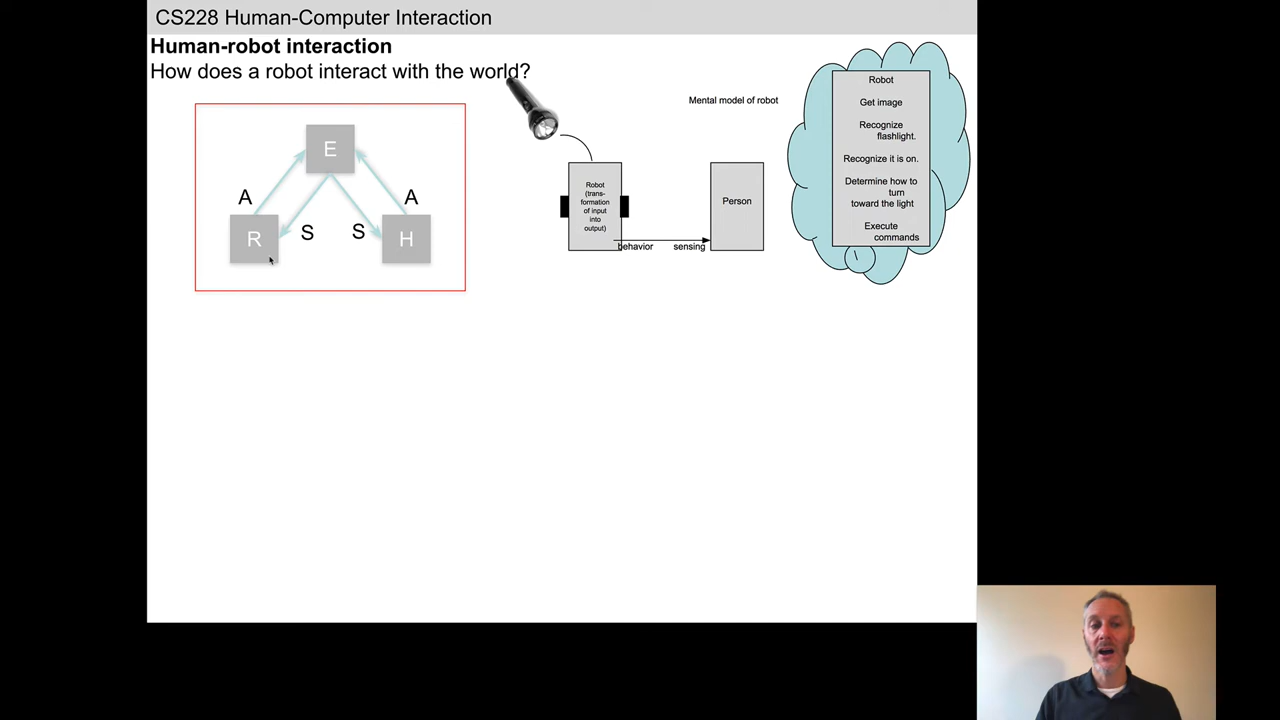 CS228 Human-Computer Interaction
Human-robot interaction
How does a robot interact with the world?
E
A
A
S
S
R
H
Robot
(trans-
formation
of input
into
output)
behavior
sensing
Person
Mental model of robot
Robot
Get image
Recognize
flashlight.
Recognize it is on.
Determine how to
turn
toward the light
Execute
commands